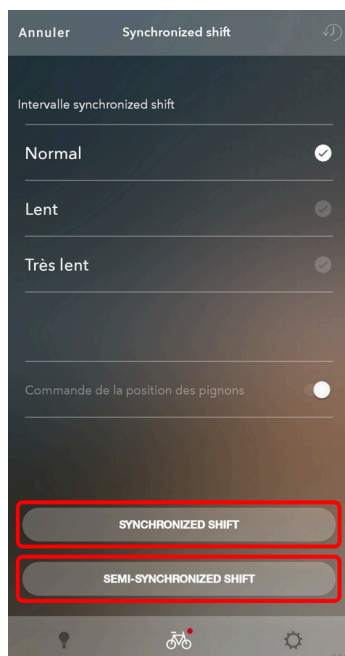 Annuler Synchronized shift
Intervalle synchronized shift
Normal
Lent
Très lent
Commande de la position des pignons
SYNCHRONIZED SHIFT
SEMI-SYNCHRONIZED SHIFT